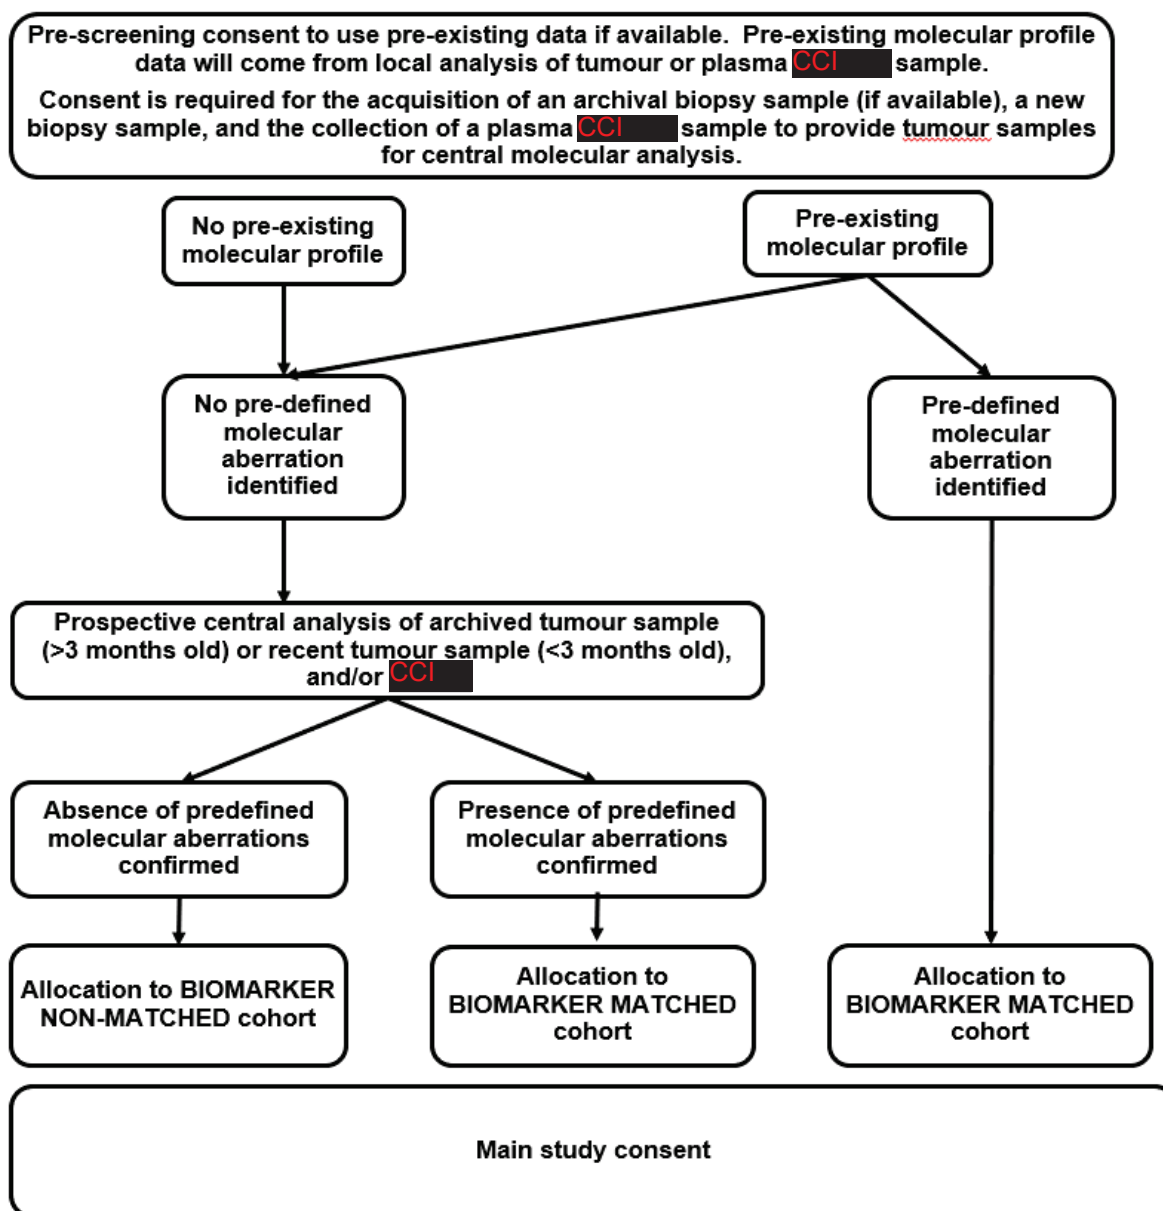 Pre-screening consent to use pre-existing data if available. Pre-existing molecular profile
data will come from local analysis of tumour or plasma CCI sample.
Consent is required for the acquisition of an archival biopsy sample (if available), a new
biopsy sample, and the collection of a plasma CCI sample to provide tumour samples
for central molecular analysis.
No pre-existing
molecular profile
Pre-existing
molecular profile
No pre-defined
molecular
aberration
identified
Pre-defined
molecular
aberration
identified
Prospective central analysis of archived tumour sample
(>3 months old) or recent tumour sample (<3 months old),
and/or CCI
Absence of predefined
molecular aberrations
confirmed
Presence of predefined
molecular aberrations
confirmed
Allocation to BIOMARKER
NON-MATCHED cohort
Allocation to
BIOMARKER MATCHED
cohort
Allocation to
BIOMARKER MATCHED
cohort
Main study consent